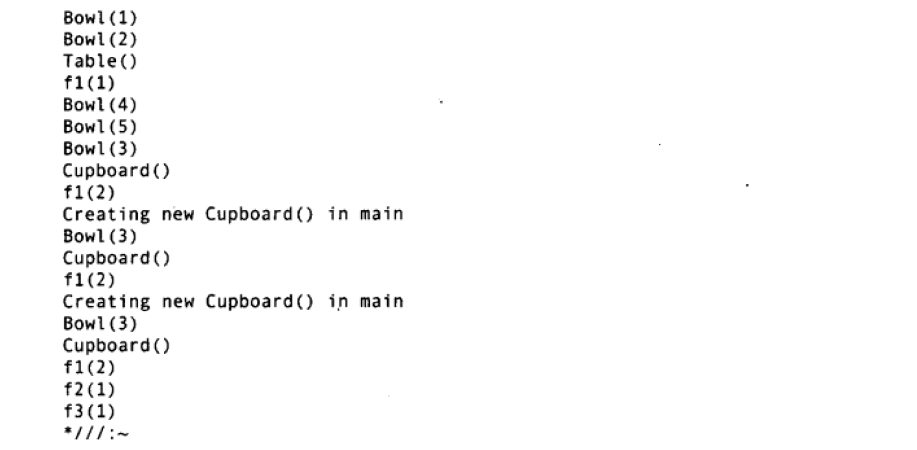 Bowl(1)
Bowl(2)
Table()
f1(1)
Bowl(4)
Bowl(5)
Bowl(3)
Cupboard()
f1(2)
Creating new Cupboard() in main
Bowl(3)
Cupboard()
f1(2)
Creating new Cupboard() in main
Bowl(3)
Cupboard()
f1(2)
f2(1)
f3(1)
*///:~